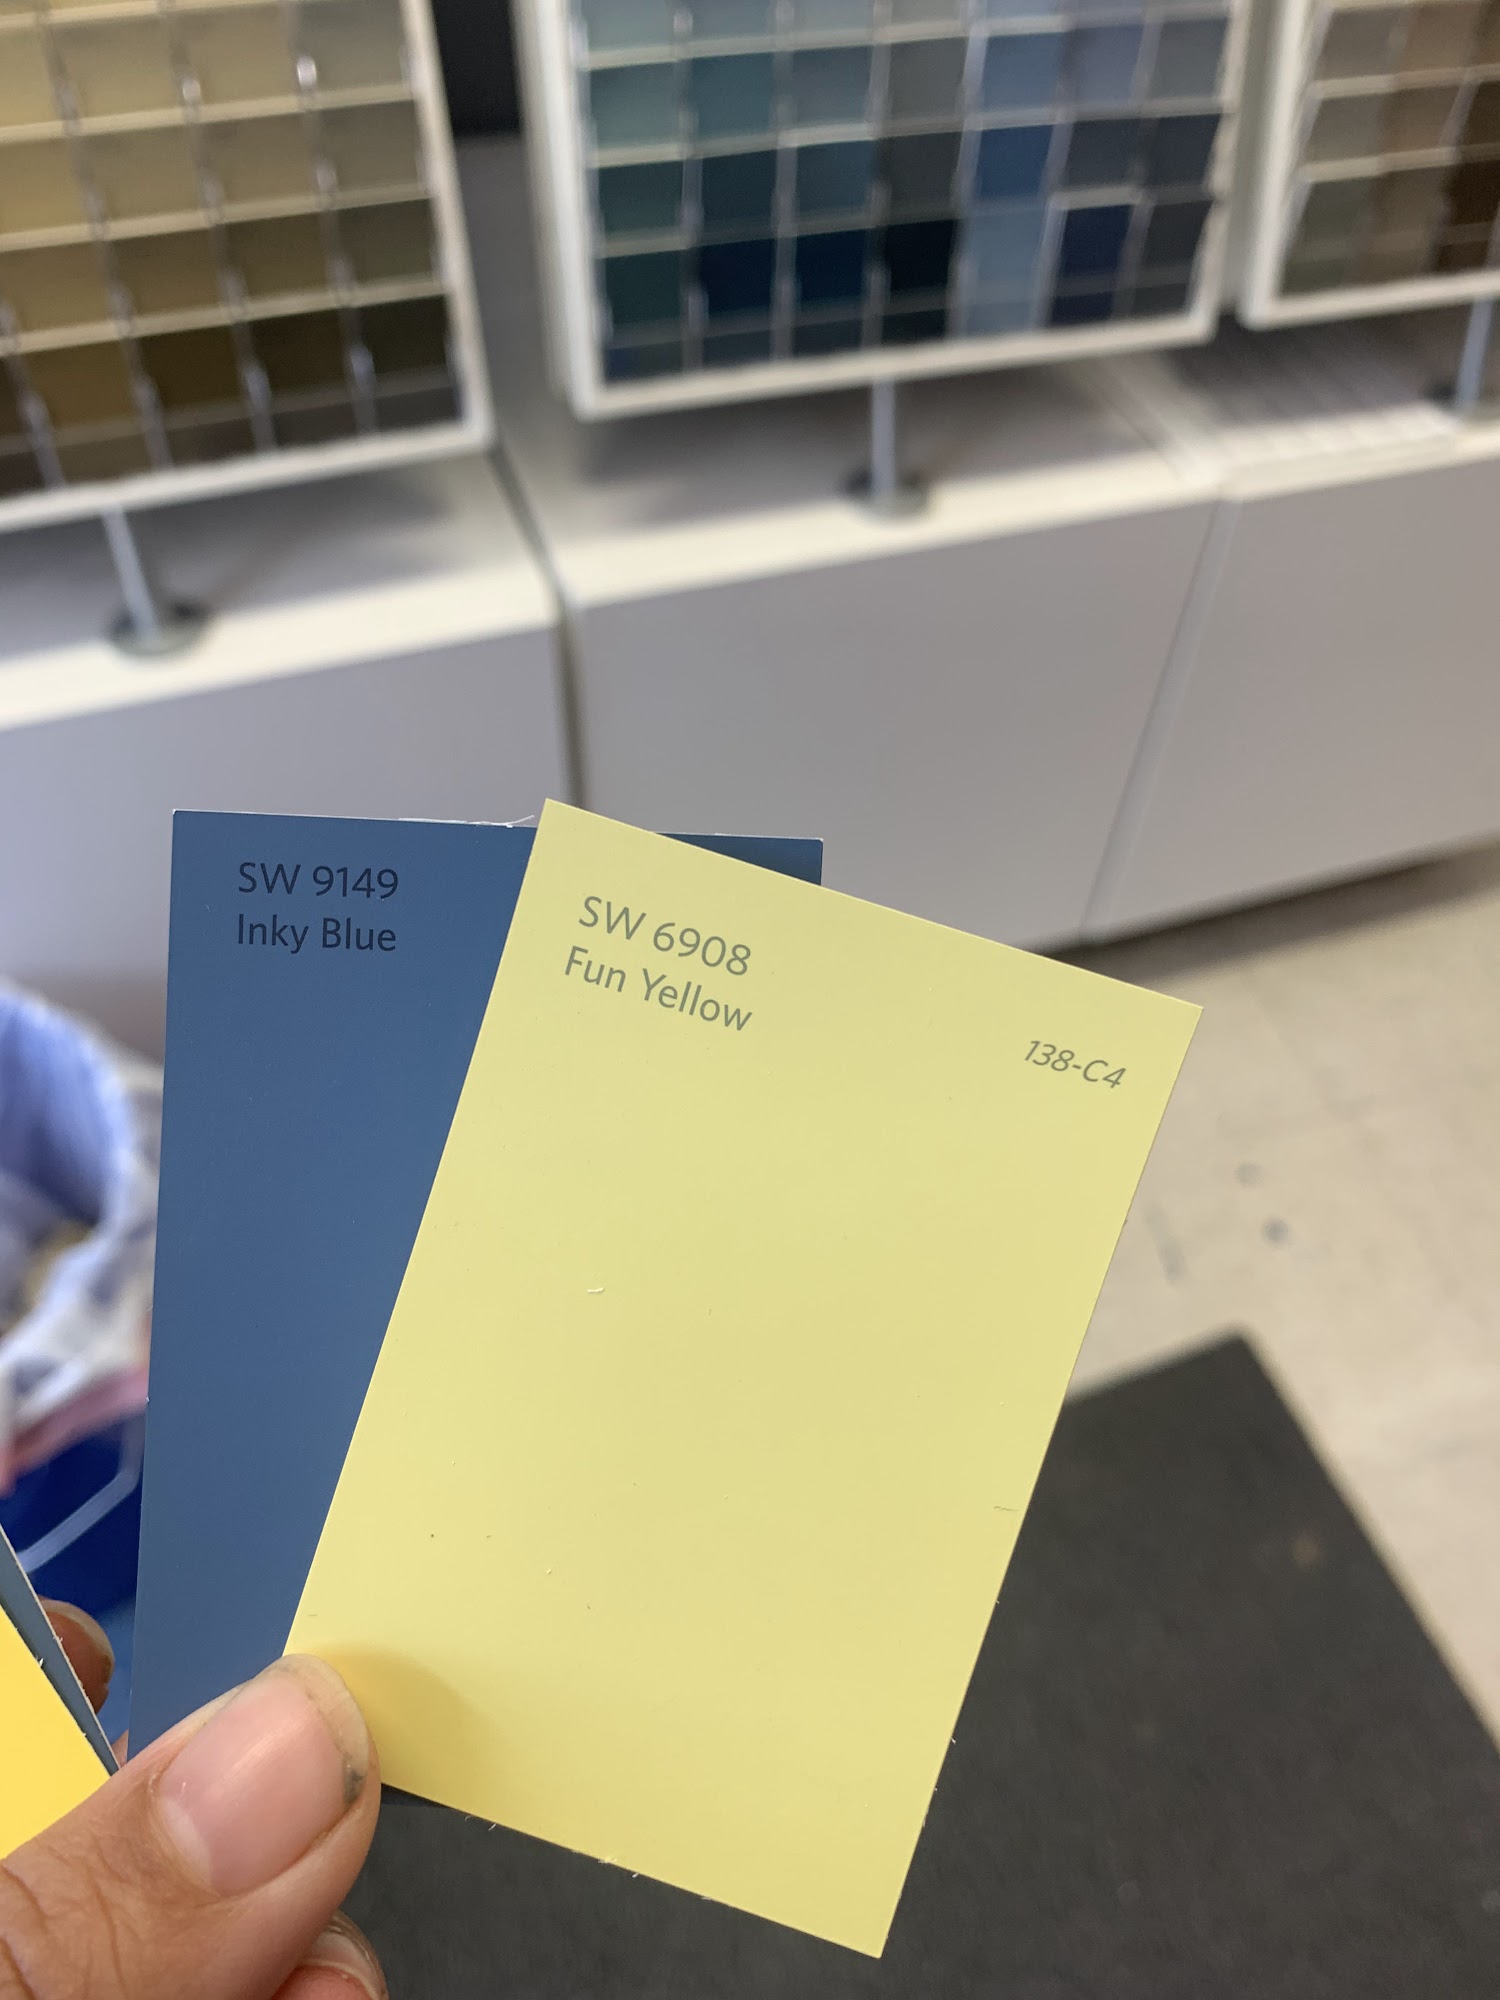 SW 9149
Inky Blue
SW 6908
Fun Yellow
138-C4